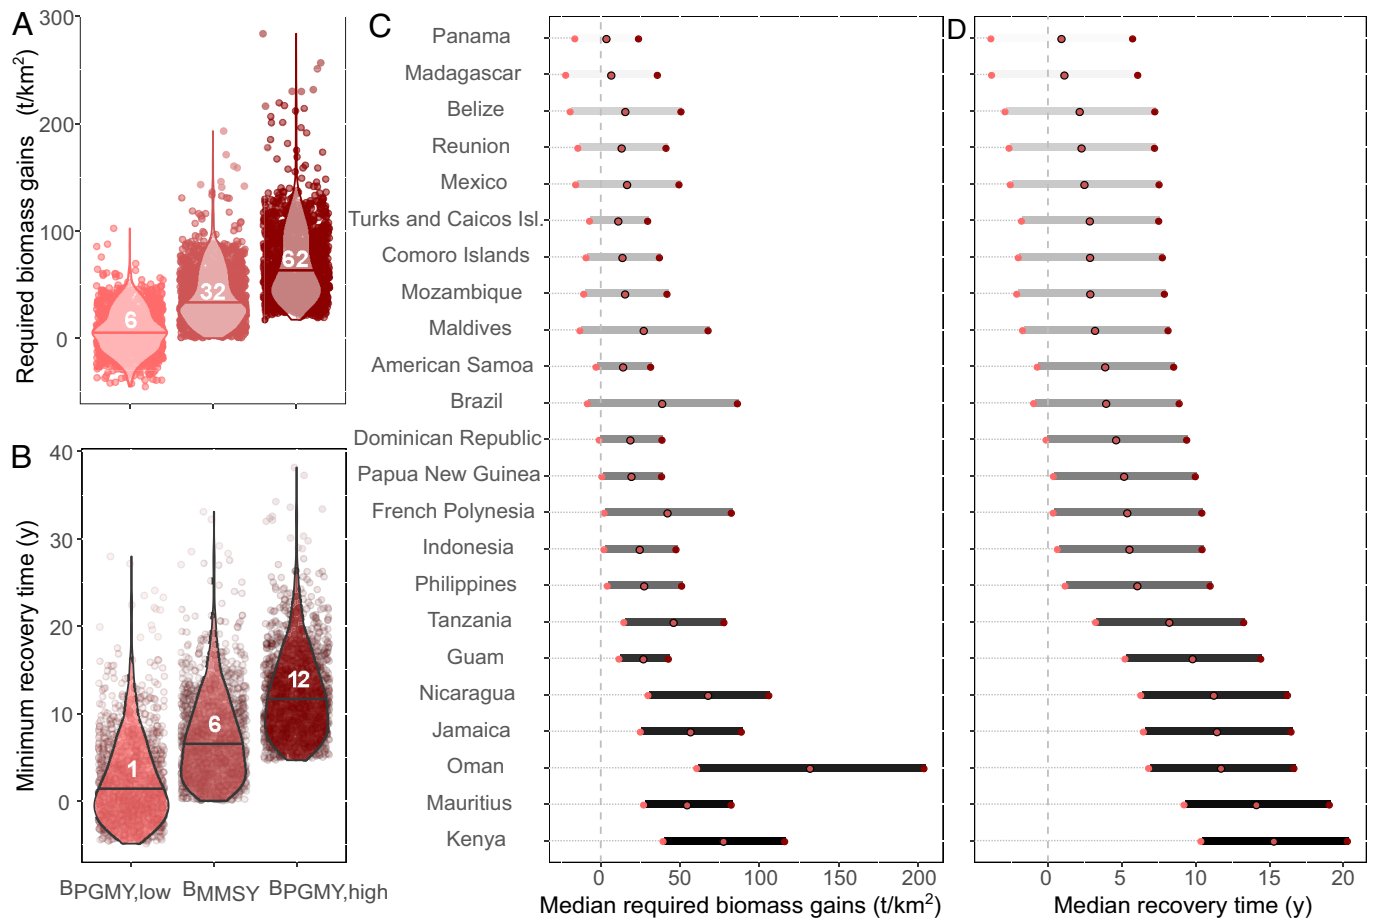 A
Required biomass gains (t/km²)
300
200
100
0
6
32
62
B
Minimum recovery time (y)
40
30
20
10
0
1
6
12
BPGMY,low
BMMSY
BPGMY,high
C
Panama
Madagascar
Belize
Reunion
Mexico
Turks and Caicos Isl.
Comoro Islands
Mozambique
Maldives
American Samoa
Brazil
Dominican Republic
Papua New Guinea
French Polynesia
Indonesia
Philippines
Tanzania
Guam
Nicaragua
Jamaica
Oman
Mauritius
Kenya
0 50 100 150 200
Median required biomass gains (t/km²)
D
0 5 10 15 20
Median recovery time (y)